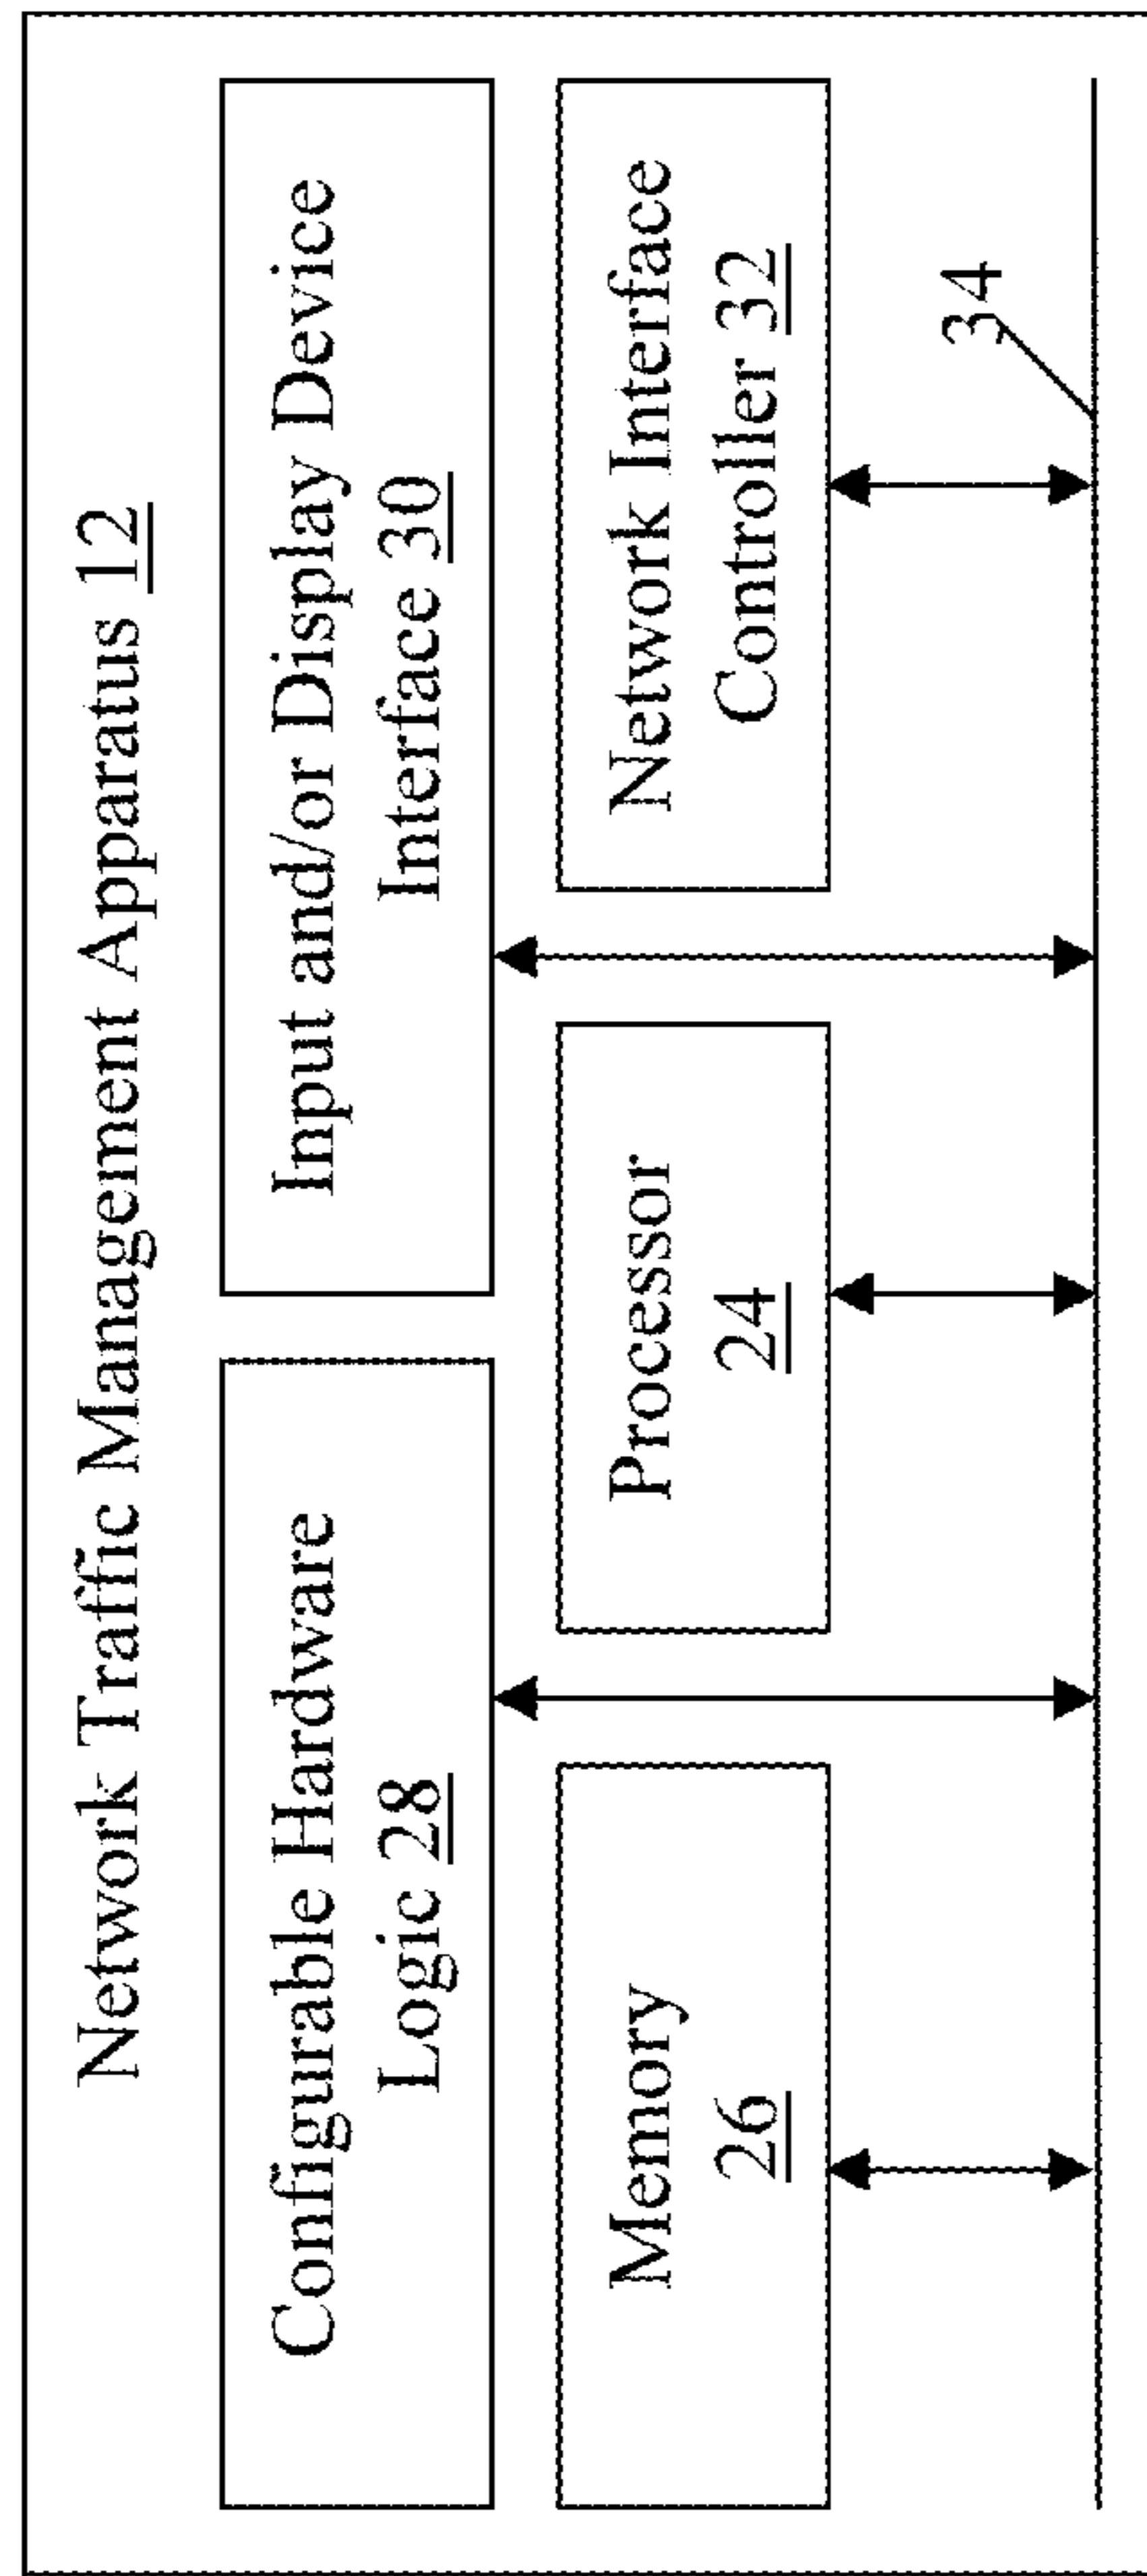 Network Traffic Management Apparatus 12
Configurable Hardware
Logic 28
Input and/or Display Device
Interface 30
Memory
26
Processor
24
Network Interface
Controller 32
34